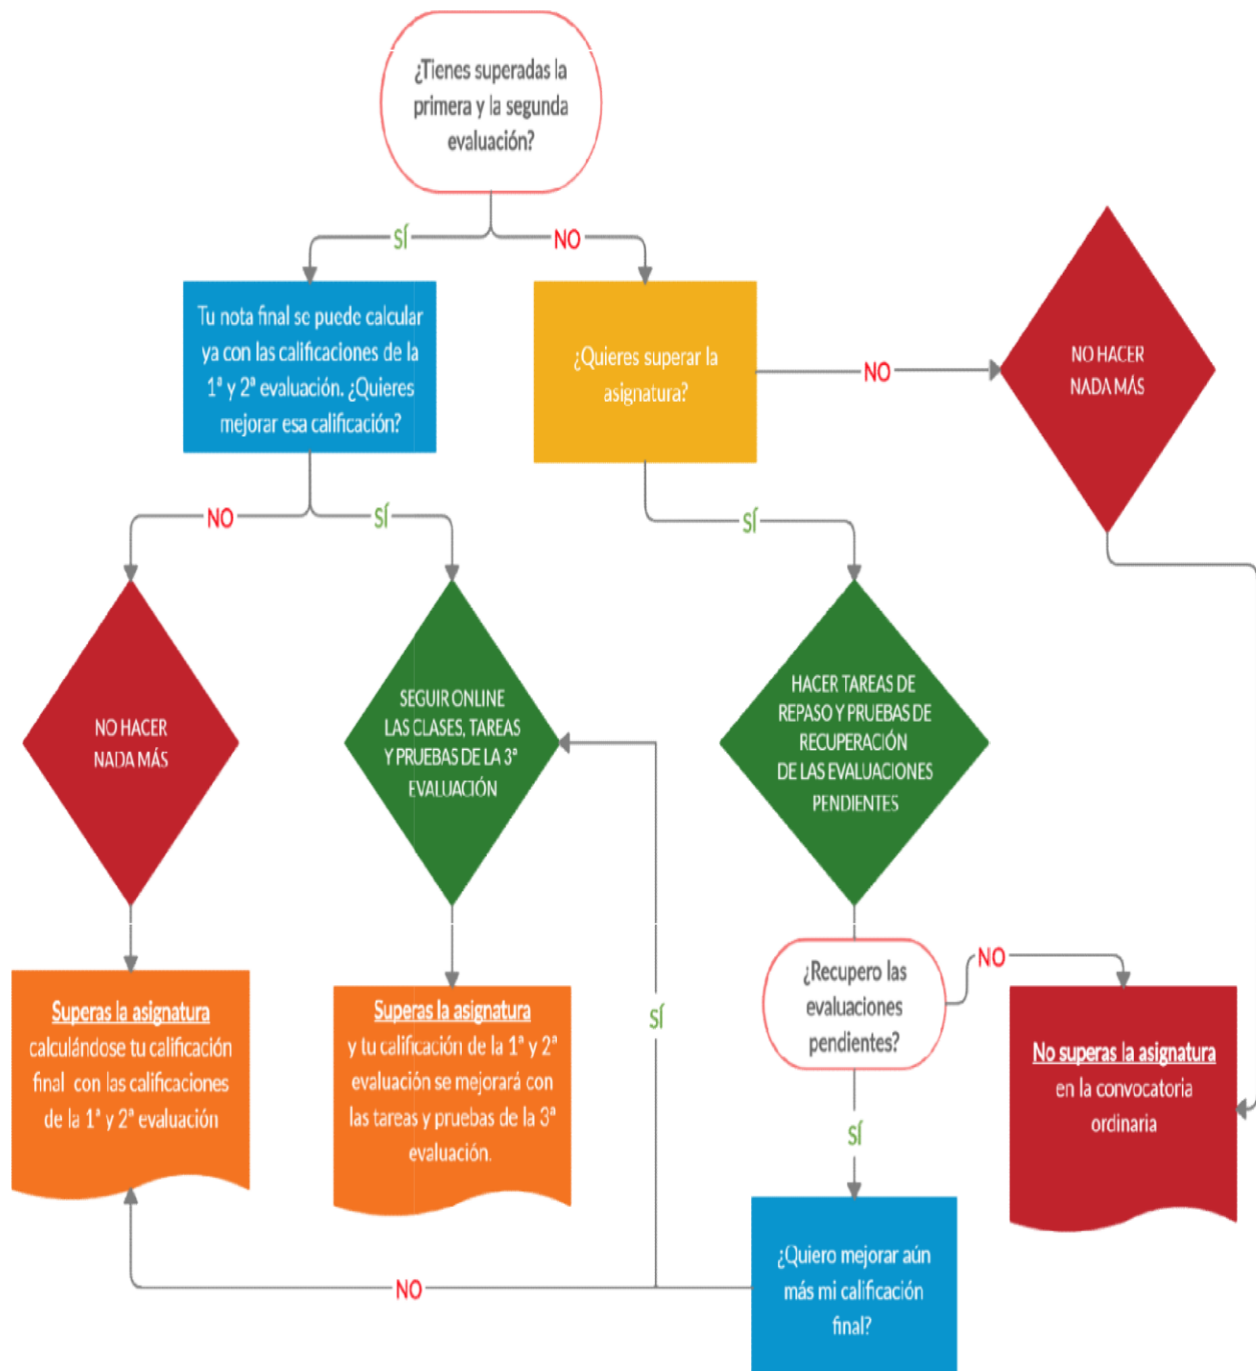 ¿Tienes superadas la
primera y la segunda
evaluación?
SÍ
NO
Tu nota final se puede calcular
ya con las calificaciones de la
1ª y 2ª evaluación. ¿Quieres
mejorar esa calificación?
¿Quieres superar la
asignatura?
NO
NO HACER
NADA MÁS
NO
SÍ
SÍ
NO HACER
NADA MÁS
SEGUIR ONLINE
LAS CLASES, TAREAS
Y PRUEBAS DE LA 3ª
EVALUACIÓN
HACER TAREAS DE
REPASO Y PRUEBAS DE
RECUPERACIÓN
DE LAS EVALUACIONES
PENDIENTES
Superas la asignatura
calculándose tu calificación
final con las calificaciones
de la 1ª y 2ª evaluación
Superas la asignatura
y tu calificación de la 1ª y 2ª
evaluación se mejorará con
las tareas y pruebas de la 3ª
evaluación.
SÍ
¿Recupero las
evaluaciones
pendientes?
NO
No superas la asignatura
en la convocatoria
ordinaria
SÍ
¿Quiero mejorar aún
más mi calificación
final?
NO